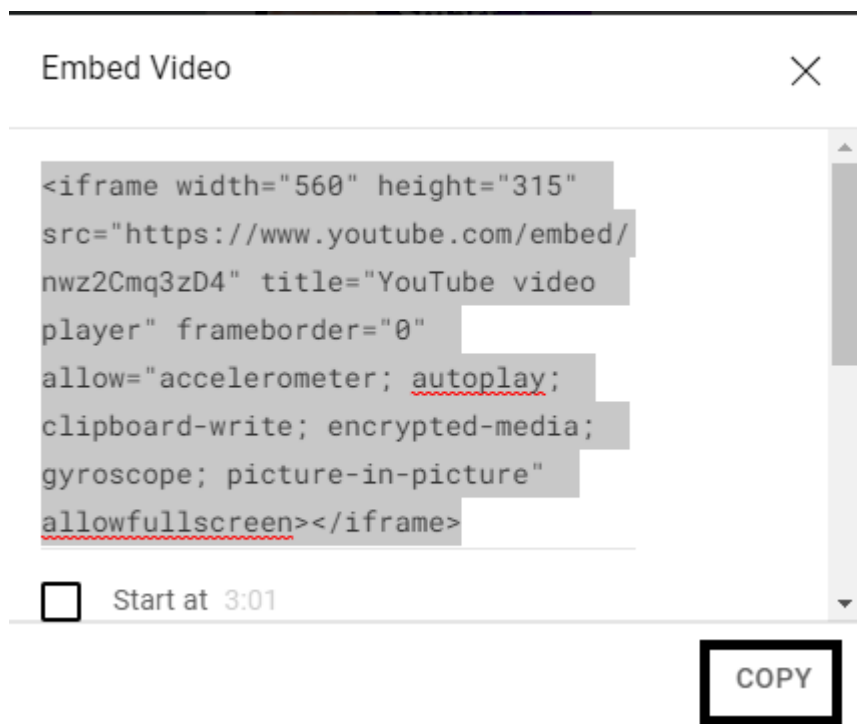 Embed Video
<iframe width="560" height="315"
src="https://www.youtube.com/embed/
nwz2Cmq3zD4" title="YouTube video
player" frameborder="0"
allow="accelerometer; autoplay;
clipboard-write; encrypted-media;
gyroscope; picture-in-picture"
allowfullscreen></iframe>
Start at 3:01
COPY